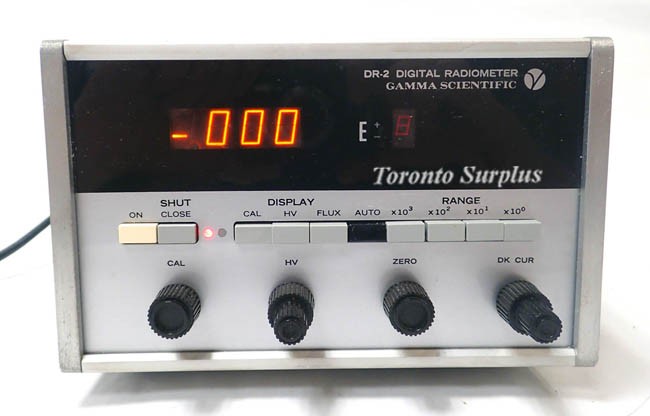 DR-2 DIGITAL RADIOMETER
GAMMA SCIENTIFIC
-000 E + - 8
Toronto Surplus
SHUT DISPLAY RANGE
ON CLOSE CAL HV FLUX AUTO x10³ x10² x10¹ x10⁰
CAL HV ZERO DK CUR